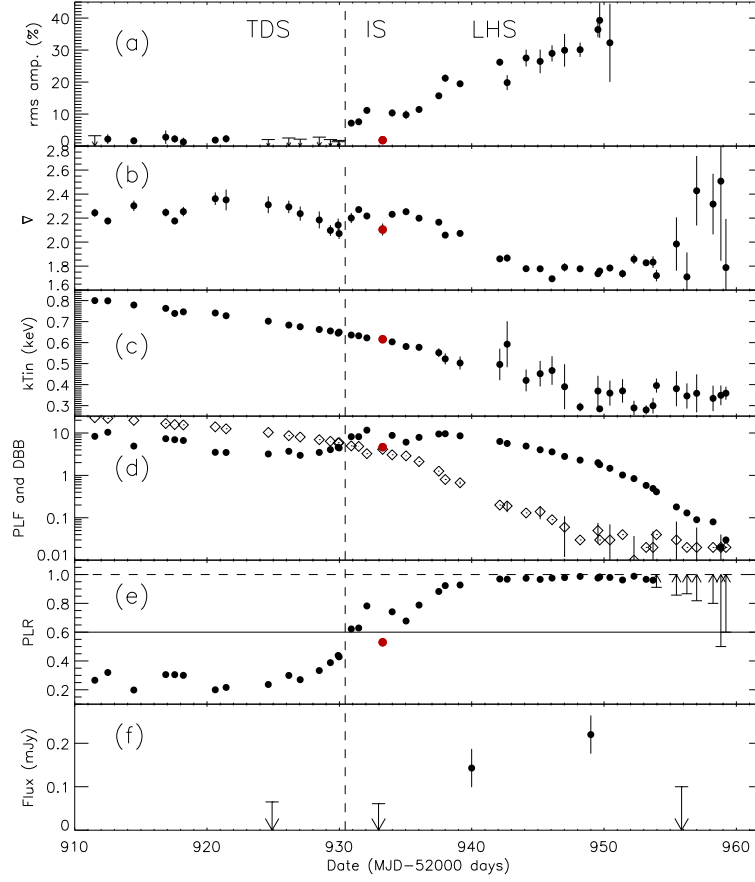 TDS IS LHS
(a)
rms amp. (%)
40
30
20
10
0
(b)
∇
2.8
2.6
2.4
2.2
2.0
1.8
1.6
(c)
kTin (keV)
0.8
0.7
0.6
0.5
0.4
0.3
(d)
PLF and DBB
10
1
0.1
0.01
(e)
PLR
1.0
0.8
0.6
0.4
0.2
(f)
Flux (mJy)
0.2
0.1
0
910 920 930 940 950 960
Date (MJD-52000 days)